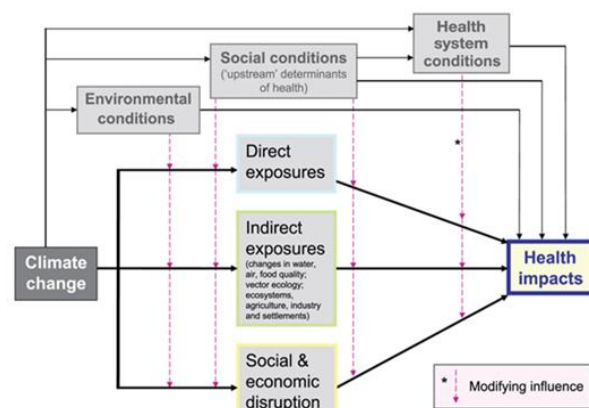 Health
system
conditions
Social conditions
('upstream' determinants
of health)
Environmental
conditions
Direct
exposures
*
Indirect
exposures
(changes in water,
air, food quality;
vector ecology;
ecosystems,
agriculture, industry
and settlements)
Climate
change
Health
impacts
Social &
economic
disruption
* Modifying influence